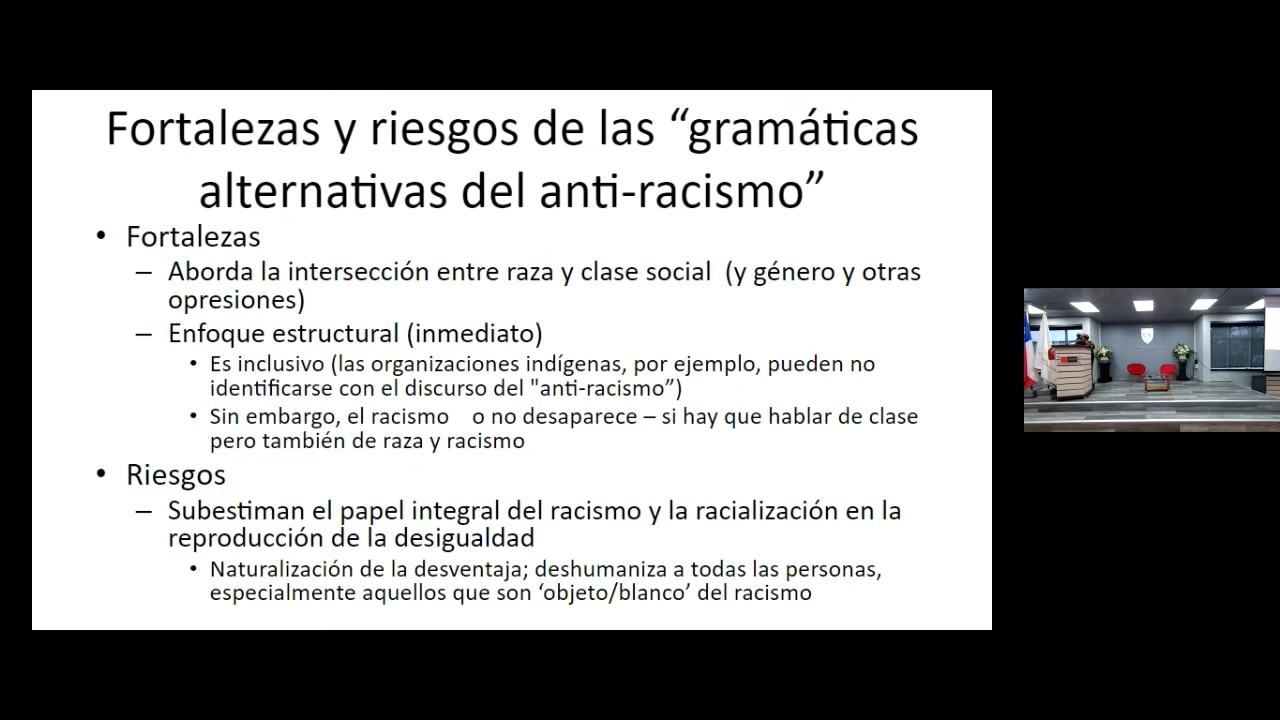 Fortalezas y riesgos de las “gramáticas
alternativas del anti-racismo”
• Fortalezas
– Aborda la intersección entre raza y clase social (y género y otras
opresiones)
– Enfoque estructural (inmediato)
• Es inclusivo (las organizaciones indígenas, por ejemplo, pueden no
identificarse con el discurso del "anti-racismo”)
• Sin embargo, el racismo o no desaparece – si hay que hablar de clase
pero también de raza y racismo
• Riesgos
– Subestiman el papel integral del racismo y la racialización en la
reproducción de la desigualdad
• Naturalización de la desventaja; deshumaniza a todas las personas,
especialmente aquellos que son ‘objeto/blanco’ del racismo